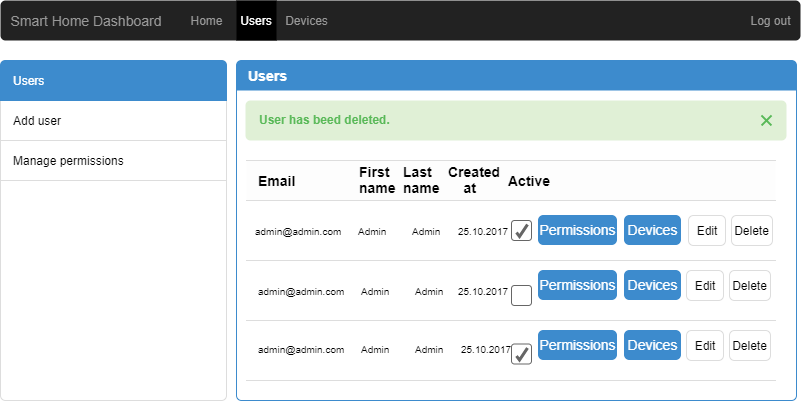 Smart Home Dashboard Home Users Devices Log out
Users
Add user
Manage permissions
Users
User has beed deleted.
Email First name Last name Created at Active
admin@admin.com Admin Admin 25.10.2017 Permissions Devices Edit Delete
admin@admin.com Admin Admin 25.10.2017 Permissions Devices Edit Delete
admin@admin.com Admin Admin 25.10.2017 Permissions Devices Edit Delete